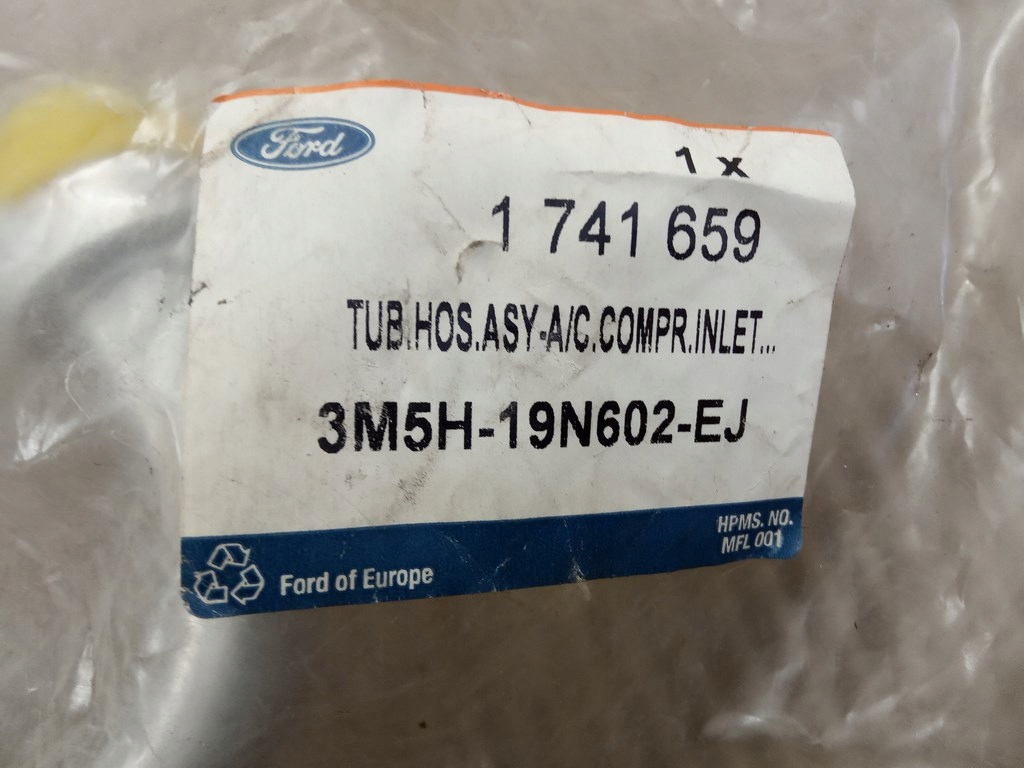 Ford
1 x
1 741 659
TUB.HOS.ASY-A/C.COMPR.INLET...
3M5H-19N602-EJ
HPMS. NO.
MFL 001
Ford of Europe